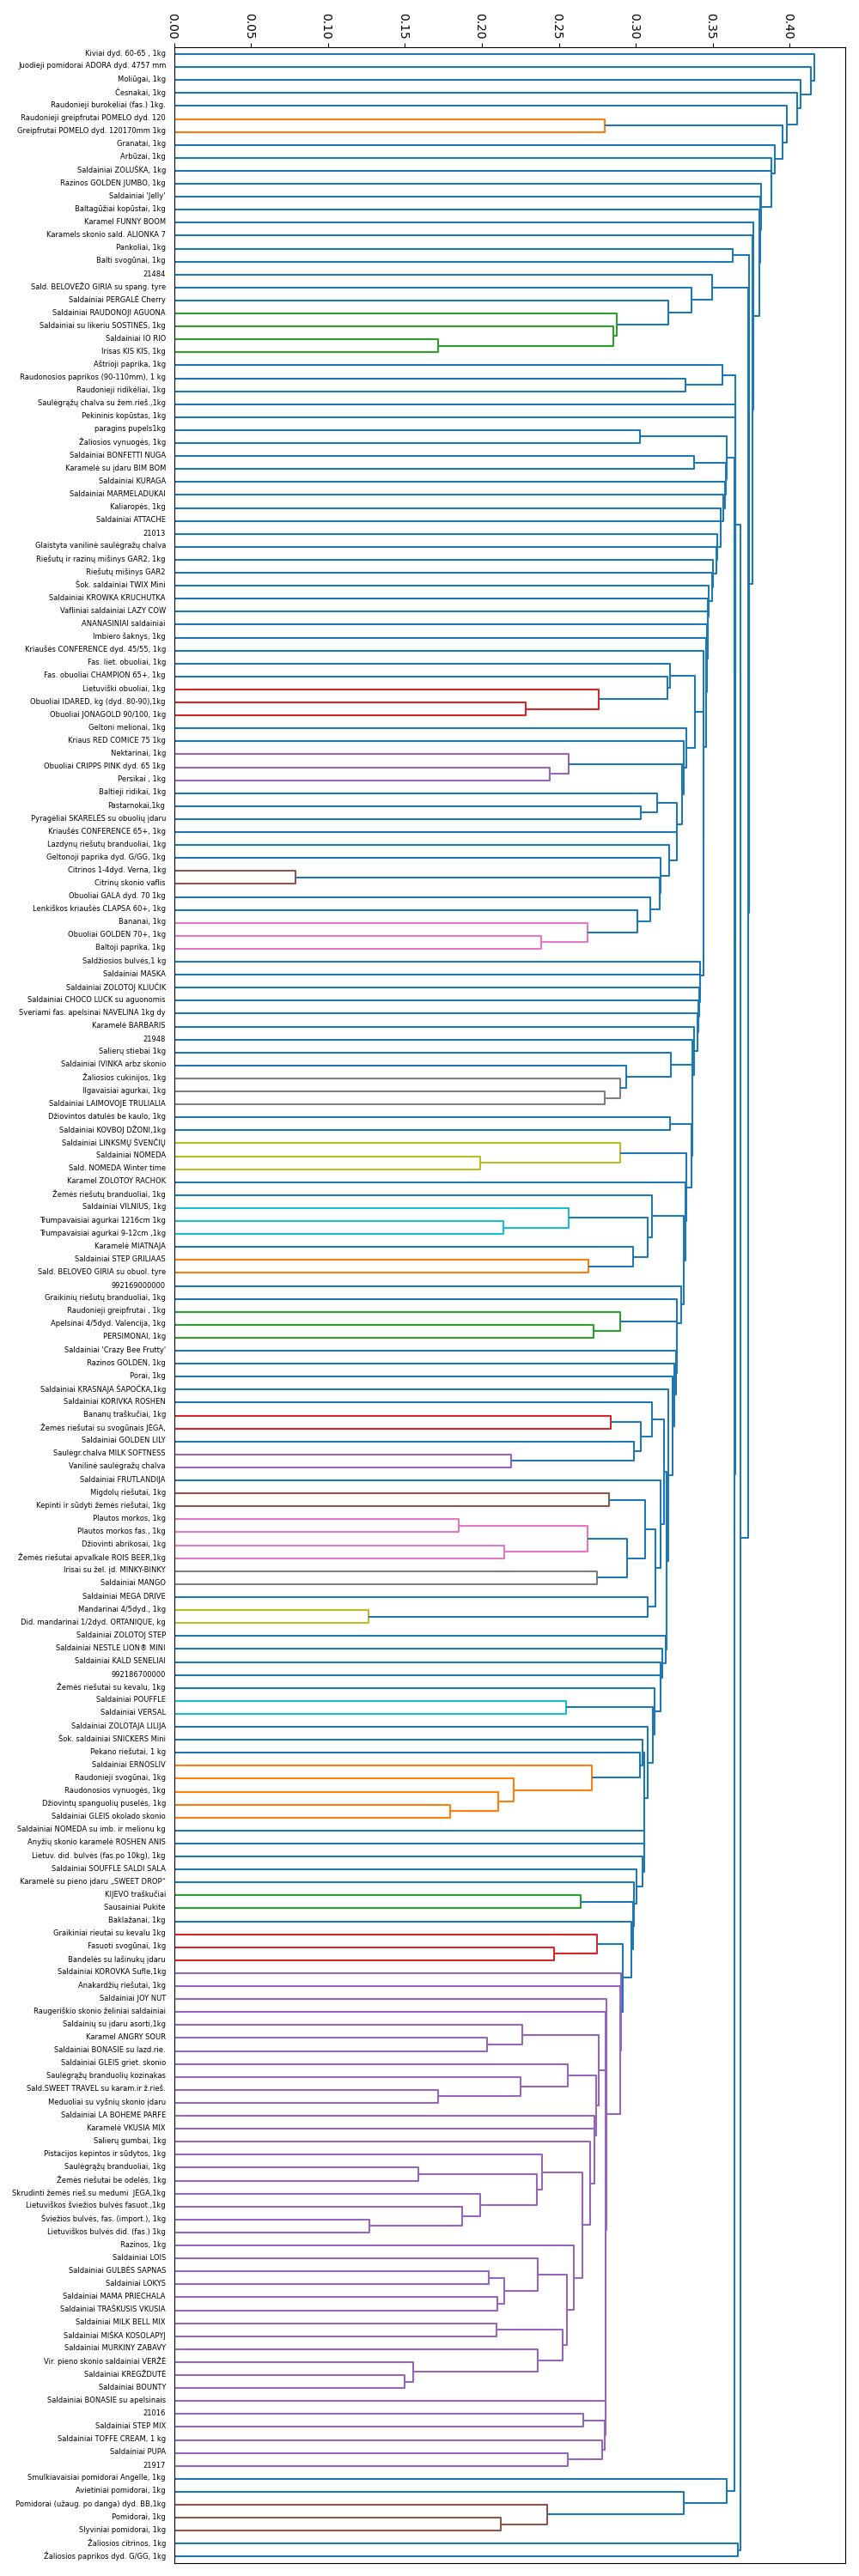 0.00 0.05 0.10 0.15 0.20 0.25 0.30 0.35 0.40
Kiviai dyd. 60-65 , 1kg
Juodieji pomidorai ADORA dyd. 4757 mm
Moliūgai, 1kg
Česnakai, 1kg
Raudonieji burokėliai (fas.) 1kg.
Raudonieji greipfrutai POMELO dyd. 120
Greipfrutai POMELO dyd. 120170mm 1kg
Granatai, 1kg
Arbūzai, 1kg
Saldainiai ZOLUŠKA, 1kg
Razinos GOLDEN JUMBO, 1kg
Saldainiai 'Jelly'
Baltagūžiai kopūstai, 1kg
Karamel FUNNY BOOM
Karamels skonio sald. ALIONKA 7
Pankoliai, 1kg
Balti svogūnai, 1kg
21484
Sald. BELOVEŽO GIRIA su spang. tyre
Saldainiai PERGALĖ Cherry
Saldainiai RAUDONOJI AGUONA
Saldainiai su likeriu SOSTINĖS, 1kg
Saldainiai IO RIO
Irisas KIS KIS, 1kg
Aštrioji paprika, 1kg
Raudonosios paprikos (90-110mm), 1 kg
Raudonieji ridikėliai, 1kg
Saulėgrąžų chalva su žem.rieš.,1kg
Pekininis kopūstas, 1kg
paragins pupels1kg
Žaliosios vynuogės, 1kg
Saldainiai BONFETTI NUGA
Karamelė su įdaru BIM BOM
Saldainiai KURAGA
Saldainiai MARMELADUKAI
Kaliaropės, 1kg
Saldainiai ATTACHE
21013
Glaistyta vanilinė saulėgražų chalva
Riešutų ir razinų mišinys GAR2, 1kg
Riešutų mišinys GAR2
Šok. saldainiai TWIX Mini
Saldainiai KROWKA KRUCHUTKA
Vafliniai saldainiai LAZY COW
ANANASINIAI saldainiai
Imbiero šaknys, 1kg
Kriaušės CONFERENCE dyd. 45/55, 1kg
Fas. liet. obuoliai, 1kg
Fas. obuoliai CHAMPION 65+, 1kg
Lietuviški obuoliai, 1kg
Obuoliai IDARED, kg (dyd. 80-90),1kg
Obuoliai JONAGOLD 90/100, 1kg
Geltoni melionai, 1kg
Kriaus RED COMICE 75 1kg
Nektarinai, 1kg
Obuoliai CRIPPS PINK dyd. 65 1kg
Persikai , 1kg
Baltieji ridikai, 1kg
Pastarnokai,1kg
Pyragėliai SKARELĖS su obuolių įdaru
Kriaušės CONFERENCE 65+, 1kg
Lazdynų riešutų branduoliai, 1kg
Geltonoji paprika dyd. G/GG, 1kg
Citrinos 1-4dyd. Verna, 1kg
Citrinų skonio vaflis
Obuoliai GALA dyd. 70 1kg
Lenkiškos kriaušės CLAPSA 60+, 1kg
Bananai, 1kg
Obuoliai GOLDEN 70+, 1kg
Baltoji paprika, 1kg
Saldžiosios bulvės,1 kg
Saldainiai MASKA
Saldainiai ZOLOTOJ KLIUČIK
Saldainiai CHOCO LUCK su aguonomis
Sveriami fas. apelsinai NAVELINA 1kg dy
Karamelė BARBARIS
21948
Salierų stiebai 1kg
Saldainiai IVINKA arbz skonio
Žaliosios cukinijos, 1kg
Ilgavaisiai agurkai, 1kg
Saldainiai LAIMOVOJE TRULIALIA
Džiovintos datulės be kaulo, 1kg
Saldainiai KOVBOJ DŽONI,1kg
Saldainiai LINKSMŲ ŠVENČIŲ
Saldainiai NOMEDA
Sald. NOMEDA Winter time
Karamel ZOLOTOY RACHOK
Žemės riešutų branduoliai, 1kg
Saldainiai VILNIUS, 1kg
Trumpavaisiai agurkai 1216cm 1kg
Trumpavaisiai agurkai 9-12cm ,1kg
Karamelė MIATNAJA
Saldainiai STEP GRILIAAS
Sald. BELOVEO GIRIA su obuol. tyre
992169000000
Graikinių riešutų branduoliai, 1kg
Raudonieji greipfrutai , 1kg
Apelsinai 4/5dyd. Valencija, 1kg
PERSIMONAI, 1kg
Saldainiai 'Crazy Bee Frutty'
Razinos GOLDEN, 1kg
Porai, 1kg
Saldainiai KRASNAJA ŠAPOČKA,1kg
Saldainiai KORIVKA ROSHEN
Bananų traškučiai, 1kg
Žemės riešutai su svogūnais JĖGA,
Saldainiai GOLDEN LILY
Saulėgr.chalva MILK SOFTNESS
Vanilinė saulėgražų chalva
Saldainiai FRUTLANDIJA
Migdolų riešutai, 1kg
Kepinti ir sūdyti žemės riešutai, 1kg
Plautos morkos, 1kg
Plautos morkos fas., 1kg
Džiovinti abrikosai, 1kg
Žemės riešutai apvalkale ROIS BEER,1kg
Irisai su žel. įd. MINKY-BINKY
Saldainiai MANGO
Saldainiai MEGA DRIVE
Mandarinai 4/5dyd., 1kg
Did. mandarinai 1/2dyd. ORTANIQUE, kg
Saldainiai ZOLOTOJ STEP
Saldainiai NESTLE LION® MINI
Saldainiai KALD SENELIAI
992186700000
Žemės riešutai su kevalu, 1kg
Saldainiai POUFFLE
Saldainiai VERSAL
Saldainiai ZOLOTAJA LILIJA
Šok. saldainiai SNICKERS Mini
Pekano riešutai, 1 kg
Saldainiai ERNOSLIV
Raudonieji svogūnai, 1kg
Raudonosios vynuogės, 1kg
Džiovintų spanguolių puselės, 1kg
Saldainiai GLEIS okolado skonio
Saldainiai NOMEDA su imb. ir melionu kg
Anyžių skonio karamelė ROSHEN ANIS
Lietuv. did. bulvės (fas.po 10kg), 1kg
Saldainiai SOUFFLE SALDI SALA
Karamelė su pieno įdaru „SWEET DROP"
KIJEVO traškučiai
Sausainiai Pukite
Baklažanai, 1kg
Graikiniai rieutai su kevalu 1kg
Fasuoti svogūnai, 1kg
Bandelės su lašinukų įdaru
Saldainiai KOROVKA Sufle,1kg
Anakardžių riešutai, 1kg
Saldainiai JOY NUT
Raugeriškio skonio želiniai saldainiai
Saldainių su įdaru asorti,1kg
Karamel ANGRY SOUR
Saldainiai BONASIE su lazd.rie.
Saldainiai GLEIS griet. skonio
Saulėgrąžų branduolių kozinakas
Sald.SWEET TRAVEL su karam.ir ž.rieš.
Meduoliai su vyšnių skonio įdaru
Saldainiai LA BOHEME PARFE
Karamelė VKUSIA MIX
Salierų gumbai, 1kg
Pistacijos kepintos ir sūdytos, 1kg
Saulėgrąžų branduoliai, 1kg
Žemės riešutai be odelės, 1kg
Skrudinti žemės rieš.su medumi  JĖGA,1kg
Lietuviškos šviežios bulvės fasuot.,1kg
Šviežios bulvės, fas. (import.), 1kg
Lietuviškos bulvės did. (fas.) 1kg
Razinos, 1kg
Saldainiai LOIS
Saldainiai GULBĖS SAPNAS
Saldainiai LOKYS
Saldainiai MAMA PRIECHALA
Saldainiai TRAŠKUSIS VKUSIA
Saldainiai MILK BELL MIX
Saldainiai MIŠKA KOSOLAPYJ
Saldainiai MURKINY ZABAVY
Vir. pieno skonio saldainiai VERŽĖ
Saldainiai KREGŽDUTĖ
Saldainiai BOUNTY
Saldainiai BONASIE su apelsinais
21016
Saldainiai STEP MIX
Saldainiai TOFFE CREAM, 1 kg
Saldainiai PUPA
21917
Smulkiavaisiai pomidorai Angelle, 1kg
Avietiniai pomidorai, 1kg
Pomidorai (užaug. po danga) dyd. BB,1kg
Pomidorai, 1kg
Slyviniai pomidorai, 1kg
Žaliosios citrinos, 1kg
Žaliosios paprikos dyd. G/GG, 1kg